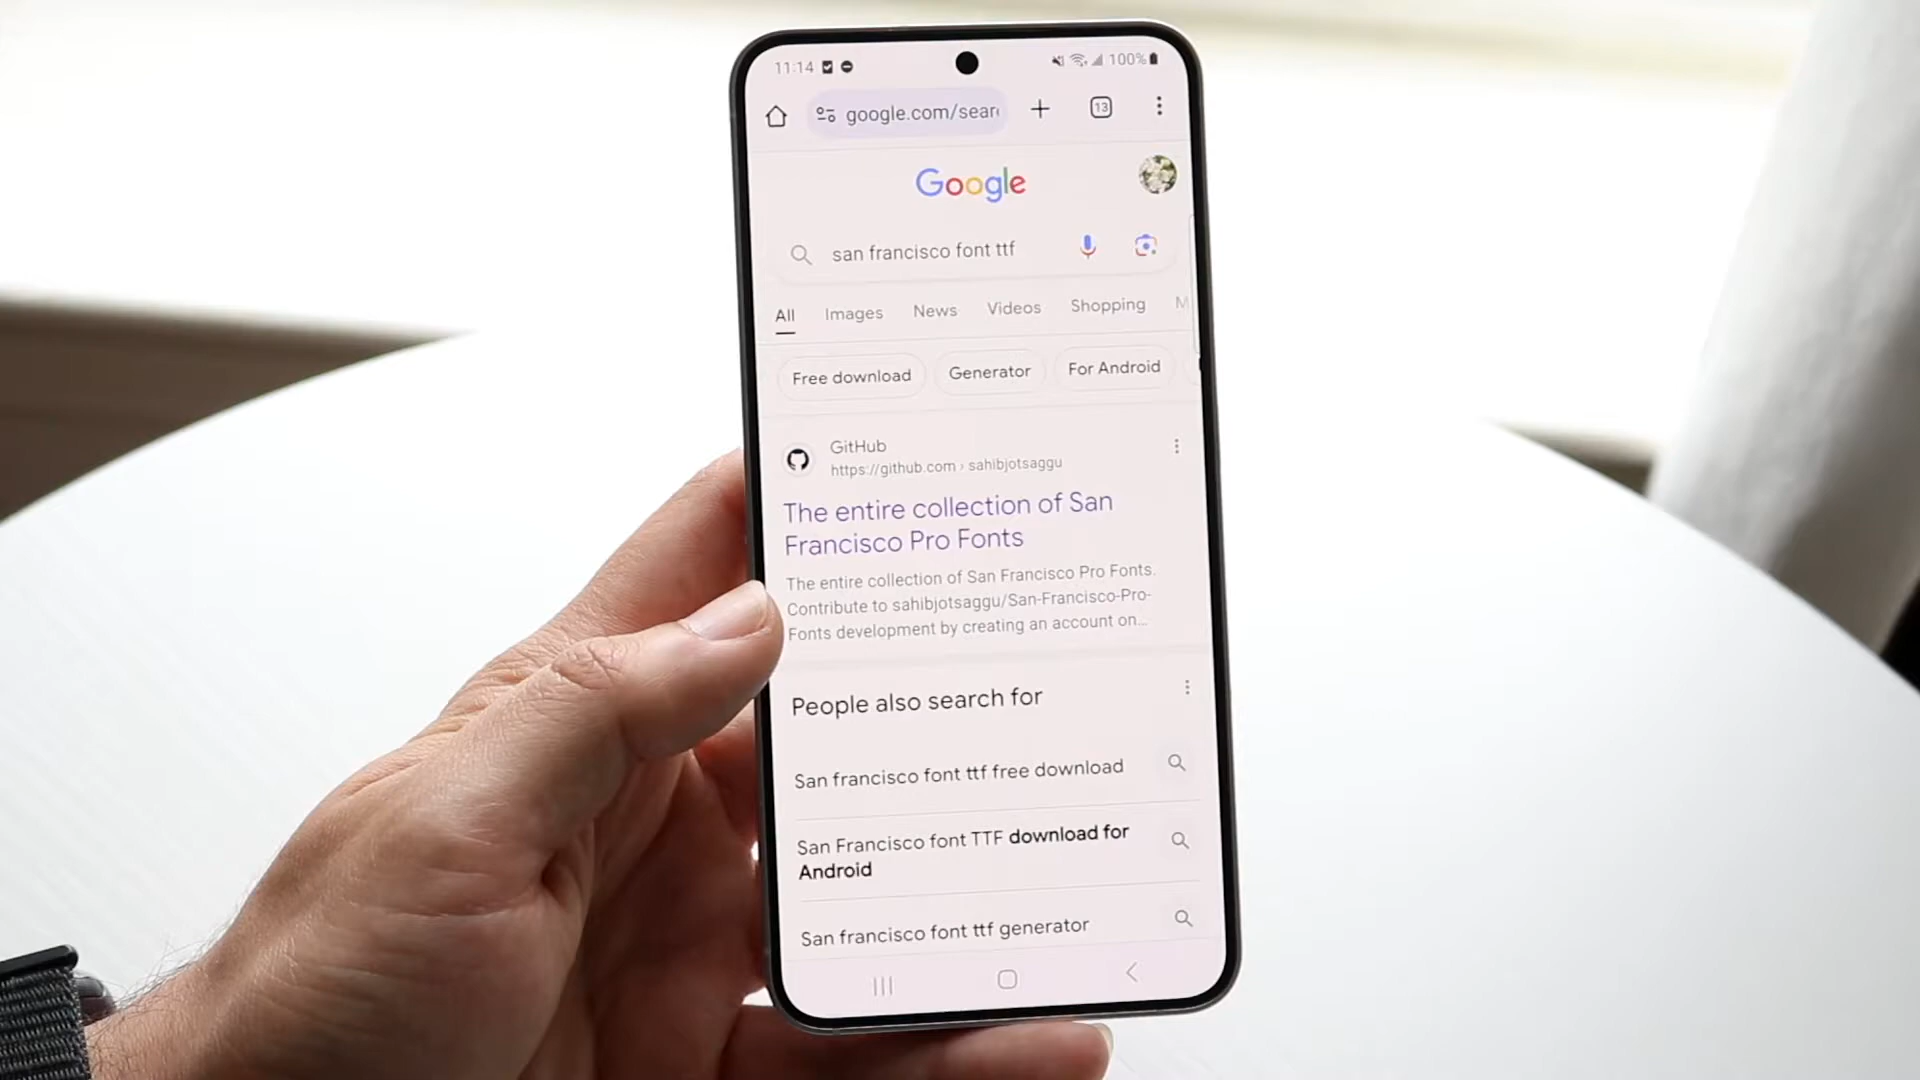 11:14 100%
google.com/sear
13
Google
san francisco font ttf
All Images News Videos Shopping M
Free download Generator For Android
GitHub
https://github.com › sahibjotsaggu
The entire collection of San
Francisco Pro Fonts
The entire collection of San Francisco Pro Fonts.
Contribute to sahibjotsaggu/San-Francisco-Pro-
Fonts development by creating an account on...
People also search for
San francisco font ttf free download
San Francisco font TTF download for
Android
San francisco font ttf generator